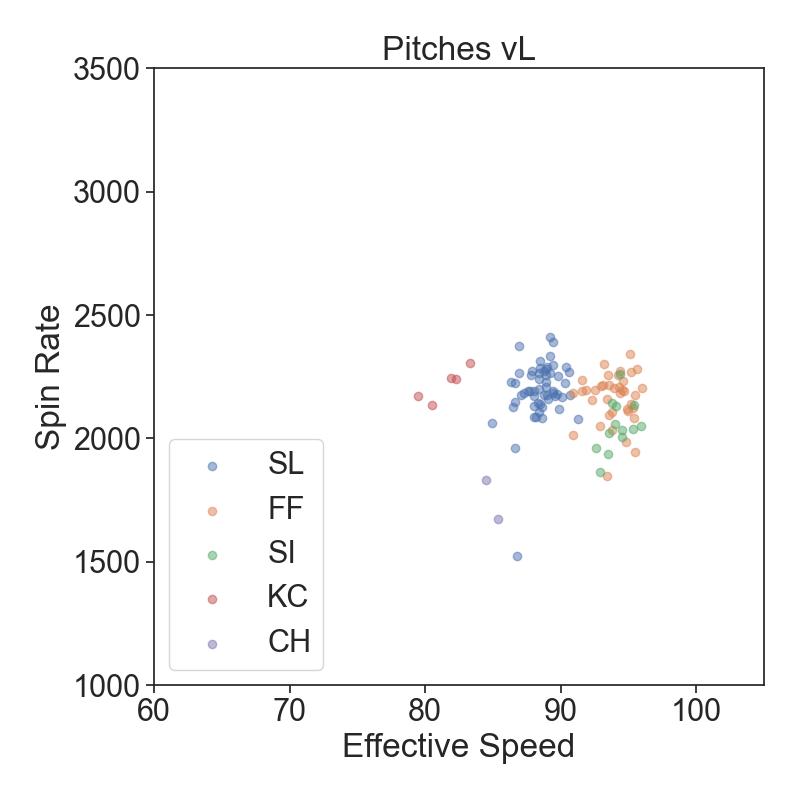 Pitches vL
3500
3000
2500
2000
1500
1000
Spin Rate
SL
FF
SI
KC
CH
60 70 80 90 100
Effective Speed